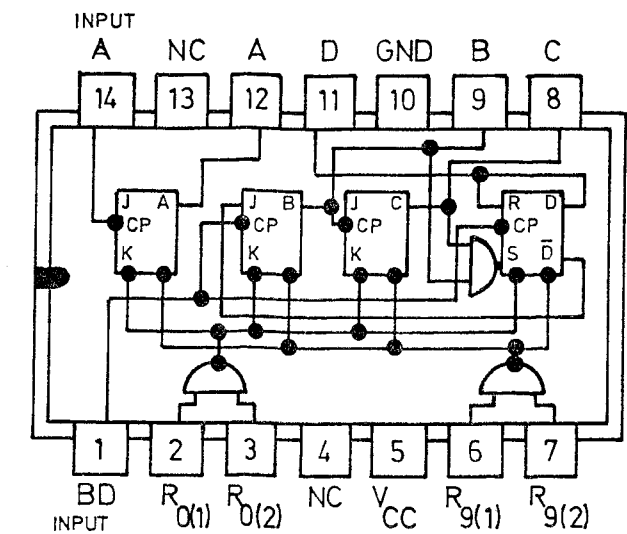 INPUT
A NC A D GND B C
14 13 12 11 10 9 8
J A J B J C R D
CP CP CP CP
K K K S D̅
1 2 3 4 5 6 7
BD R0(1) R0(2) NC VCC R9(1) R9(2)
INPUT